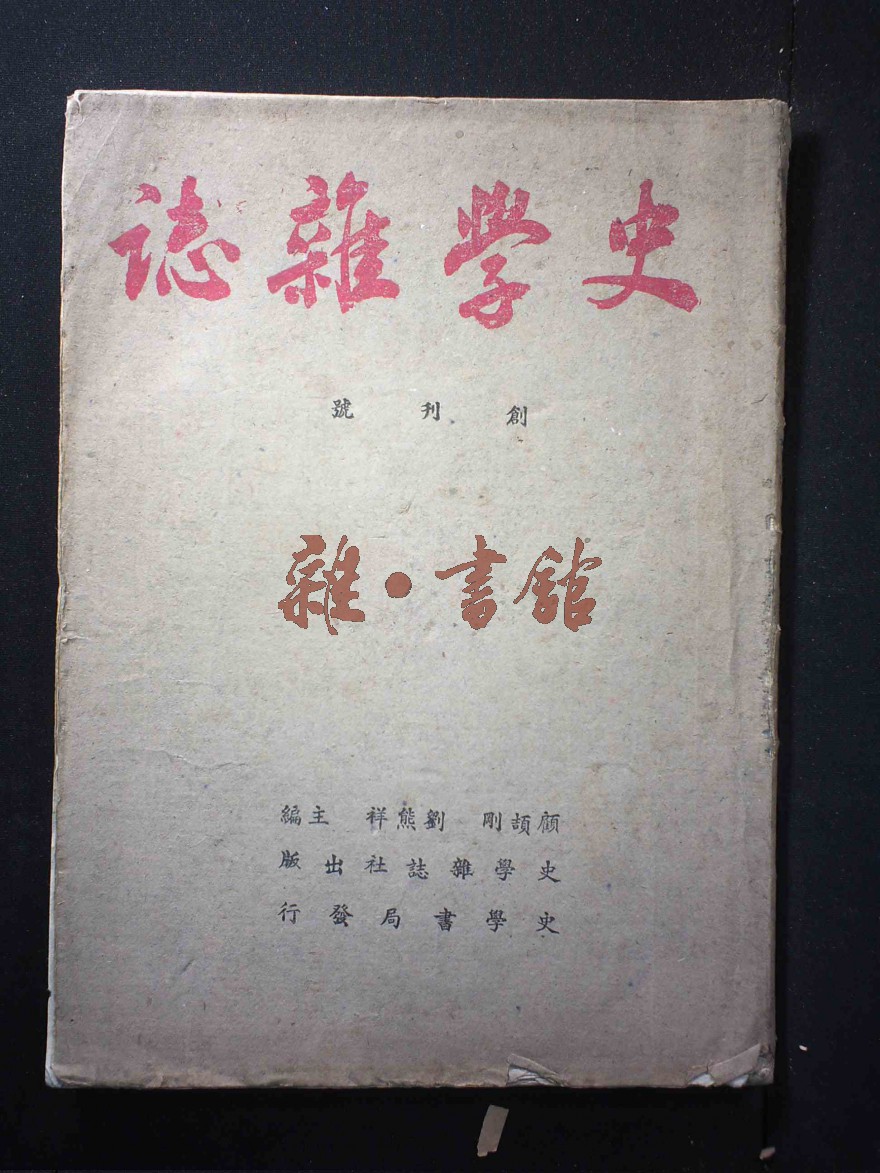 史學雜誌
創刊號
雜·書舘
顧頡剛 劉熊祥 主編
史學雜誌社出版
史學書局發行